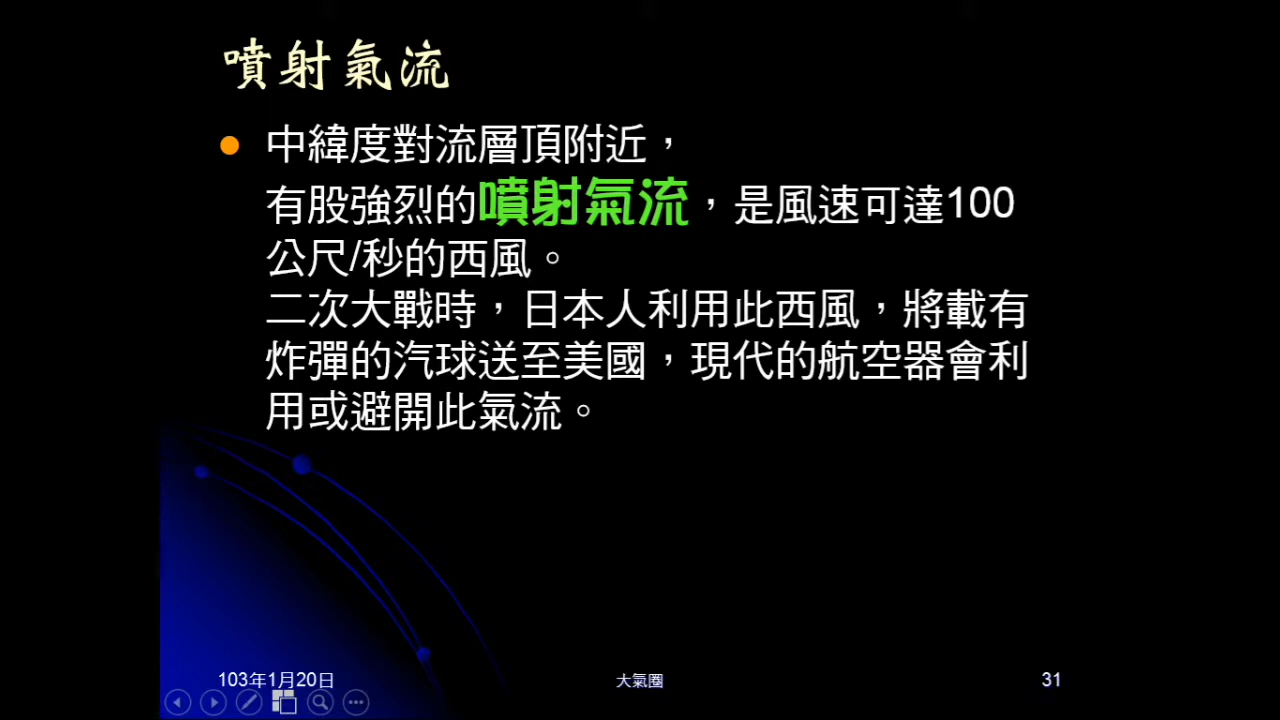 噴射氣流
中緯度對流層頂附近，
有股強烈的噴射氣流，是風速可達100
公尺/秒的西風。
二次大戰時，日本人利用此西風，將載有
炸彈的汽球送至美國，現代的航空器會利
用或避開此氣流。
103年1月20日
大氣圈
31